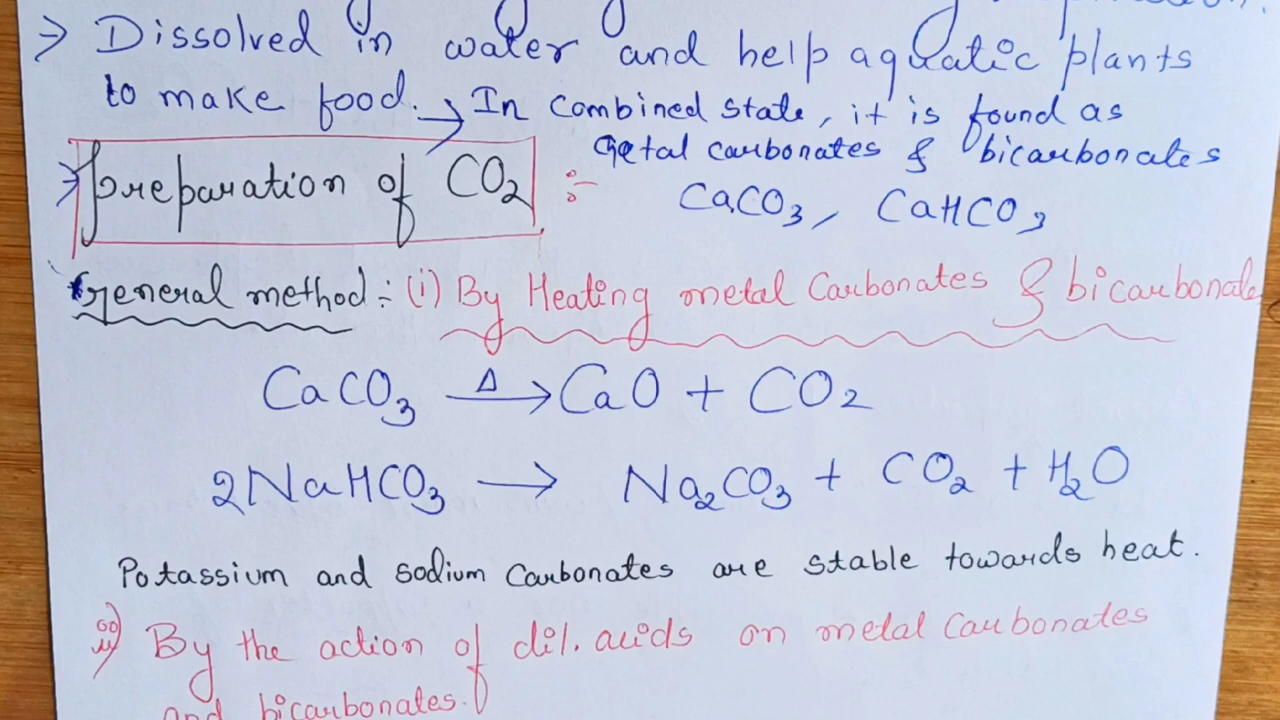 → Dissolved in water and help aquatic plants
to make food. → In Combined state, it is found as
metal carbonates & bicarbonates
Preparation of CO₂ :-
CaCO₃, CaHCO₃
General method :- (i) By Heating metal Carbonates & bicarbonates
CaCO₃ —Δ→ CaO + CO₂
2NaHCO₃ → Na₂CO₃ + CO₂ + H₂O
Potassium and sodium Carbonates are stable towards heat.
ii) By the action of dil. acids on metal Carbonates
and bicarbonates.